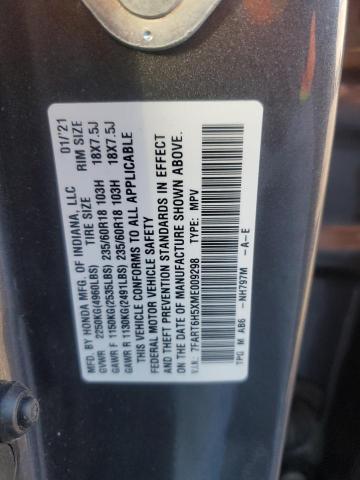 MFD. BY HONDA MFG OF INDIANA, LLC 01/'21
TIRE SIZE RIM SIZE
GVWR 2250KG(4960LBS)
GAWR F 1150KG(2535LBS) 235/60R18 103H 18X7.5J
GAWR R 1130KG(2491LBS) 235/60R18 103H 18X7.5J
THIS VEHICLE CONFORMS TO ALL APPLICABLE
FEDERAL MOTOR VEHICLE SAFETY
AND THEFT PREVENTION STANDARDS IN EFFECT
ON THE DATE OF MANUFACTURE SHOWN ABOVE.
V.I.N.: 7FART6H5XME009298 TYPE: MPV
TPG M AB6 -NH797M -A-E